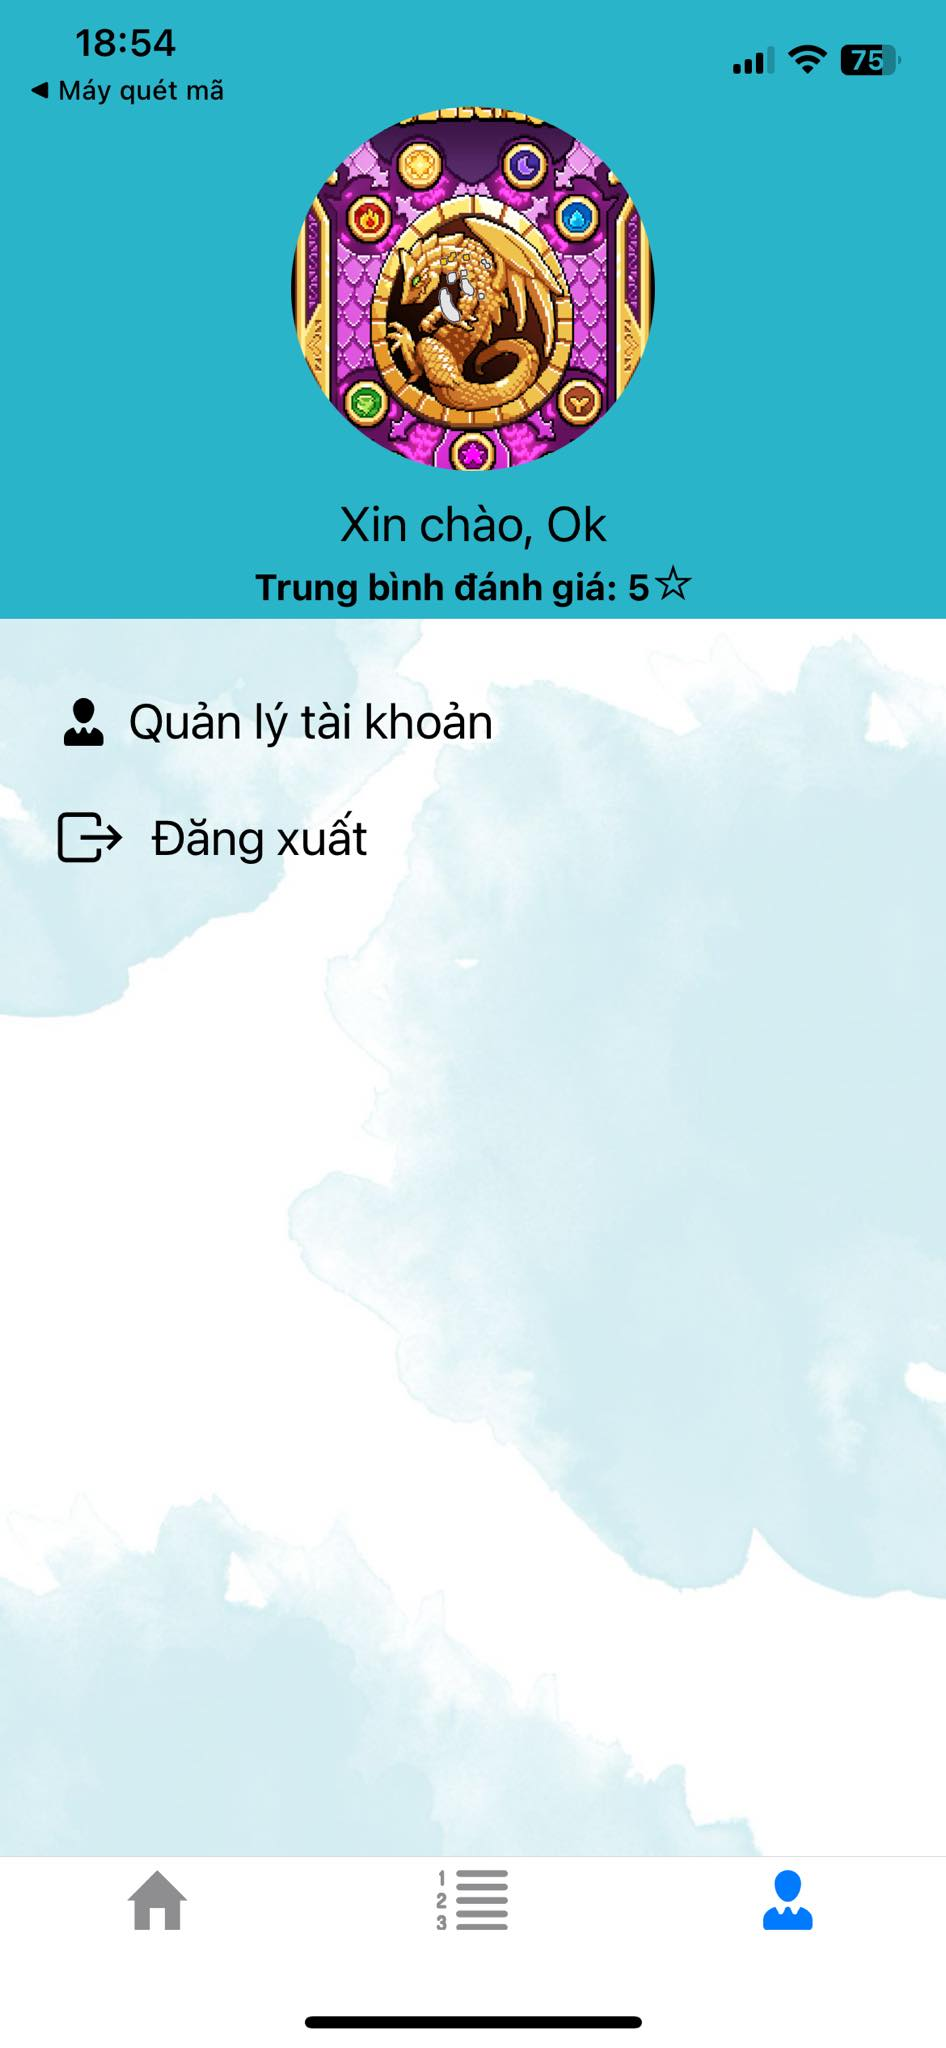 18:54
75
◀ Máy quét mã
Xin chào, Ok
Trung bình đánh giá: 5☆
Quản lý tài khoản
Đăng xuất
1
2
3